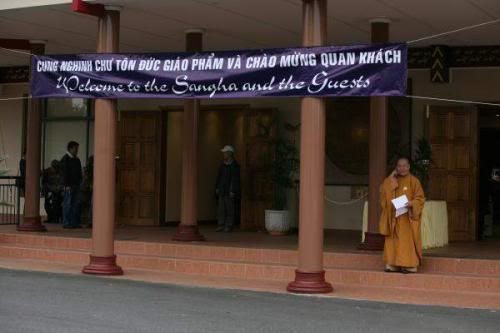 CUNG NGHINH CHƯ TÔN ĐỨC GIÁO PHẨM VÀ CHÀO MỪNG QUAN KHÁCH
Welcome to the Sangha and the Guests